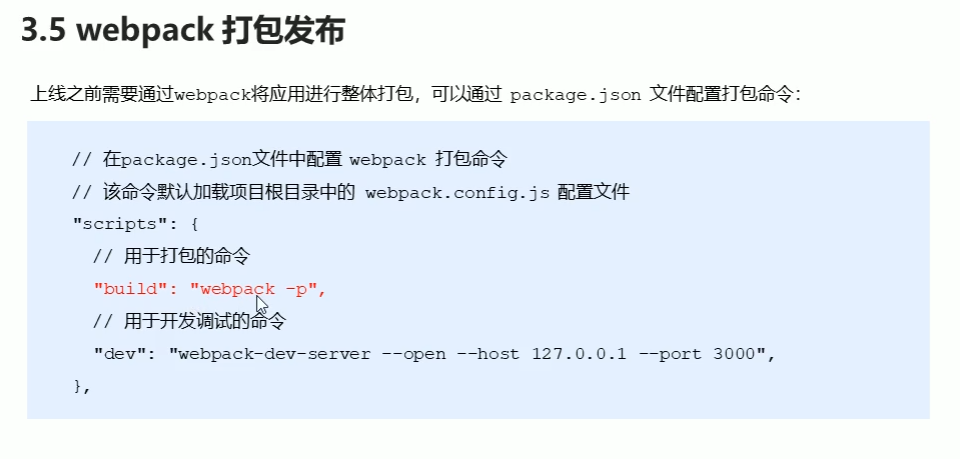 3.5 webpack 打包发布
上线之前需要通过webpack将应用进行整体打包，可以通过 package.json 文件配置打包命令：
// 在package.json文件中配置 webpack 打包命令
// 该命令默认加载项目根目录中的 webpack.config.js 配置文件
"scripts": {
// 用于打包的命令
"build": "webpack -p",
// 用于开发调试的命令
"dev": "webpack-dev-server --open --host 127.0.0.1 --port 3000",
},